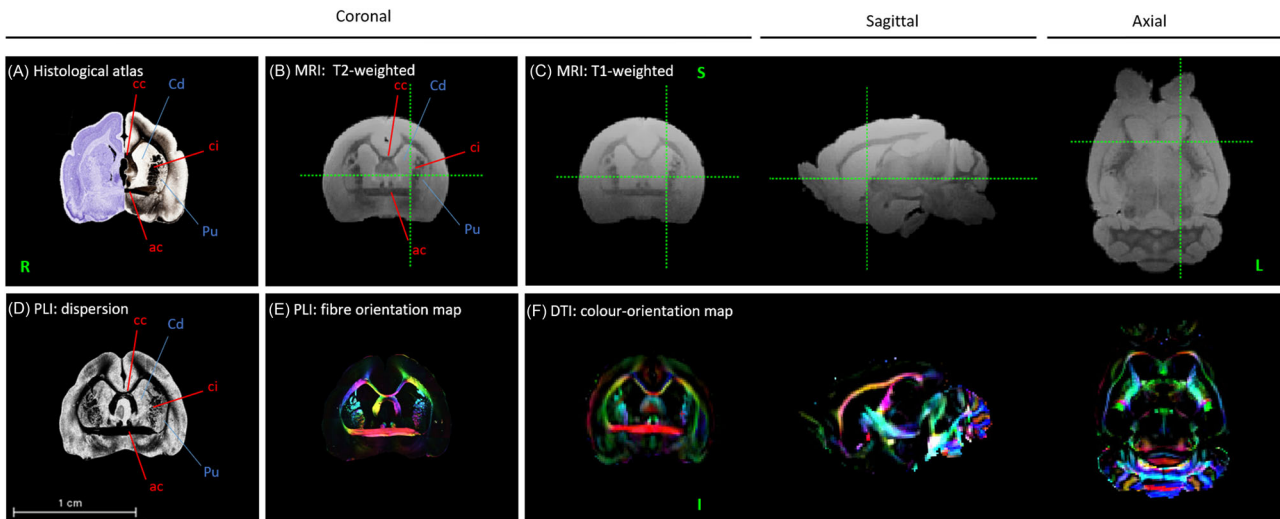 Coronal
Sagittal
Axial
(A) Histological atlas
cc
Cd
ci
Pu
ac
R
(B) MRI: T2-weighted
cc
Cd
ci
Pu
ac
(C) MRI: T1-weighted
S
L
(D) PLI: dispersion
cc
Cd
ci
Pu
ac
1 cm
(E) PLI: fibre orientation map
(F) DTI: colour-orientation map
I